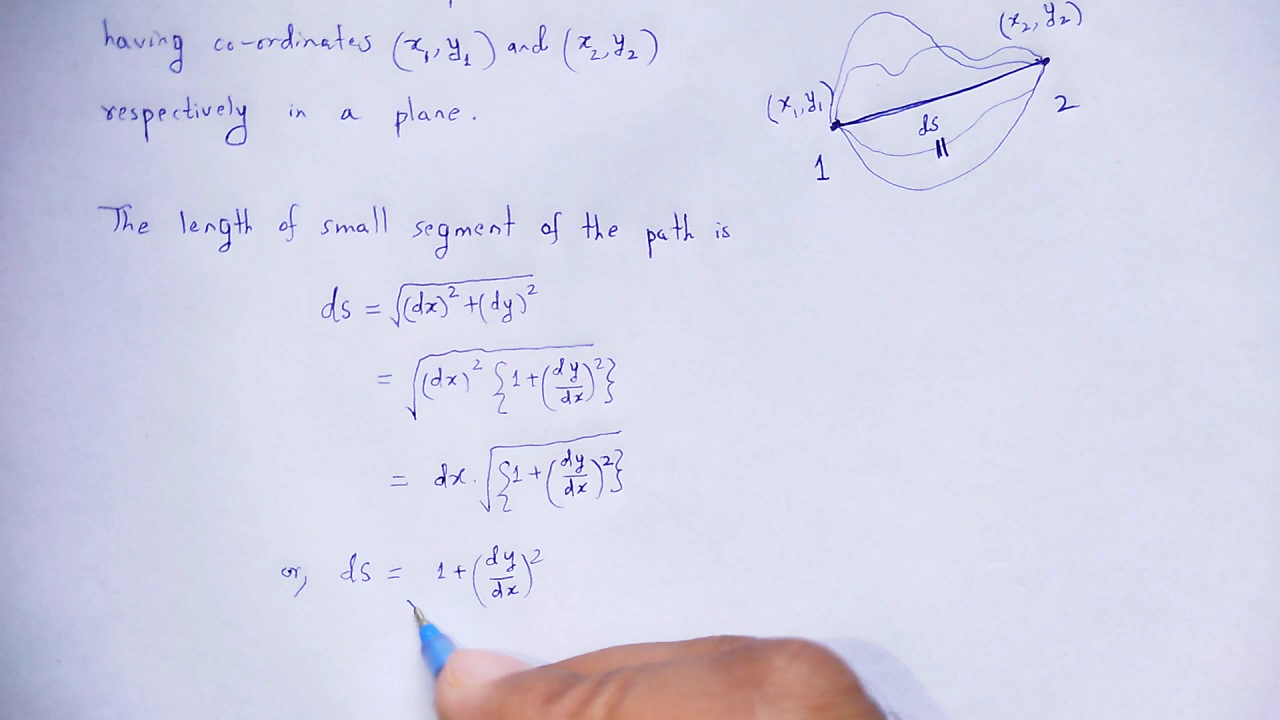 having co-ordinates (x₁, y₁) and (x₂, y₂)
respectively in a plane.
(x₂, y₂)
(x₁, y₁)
ds
2
1
The length of small segment of the path is
ds = √((dx)² + (dy)²)
= √((dx)² {1 + (dy/dx)²})
= dx. √({1 + (dy/dx)²})
or, ds = 1 + (dy/dx)²